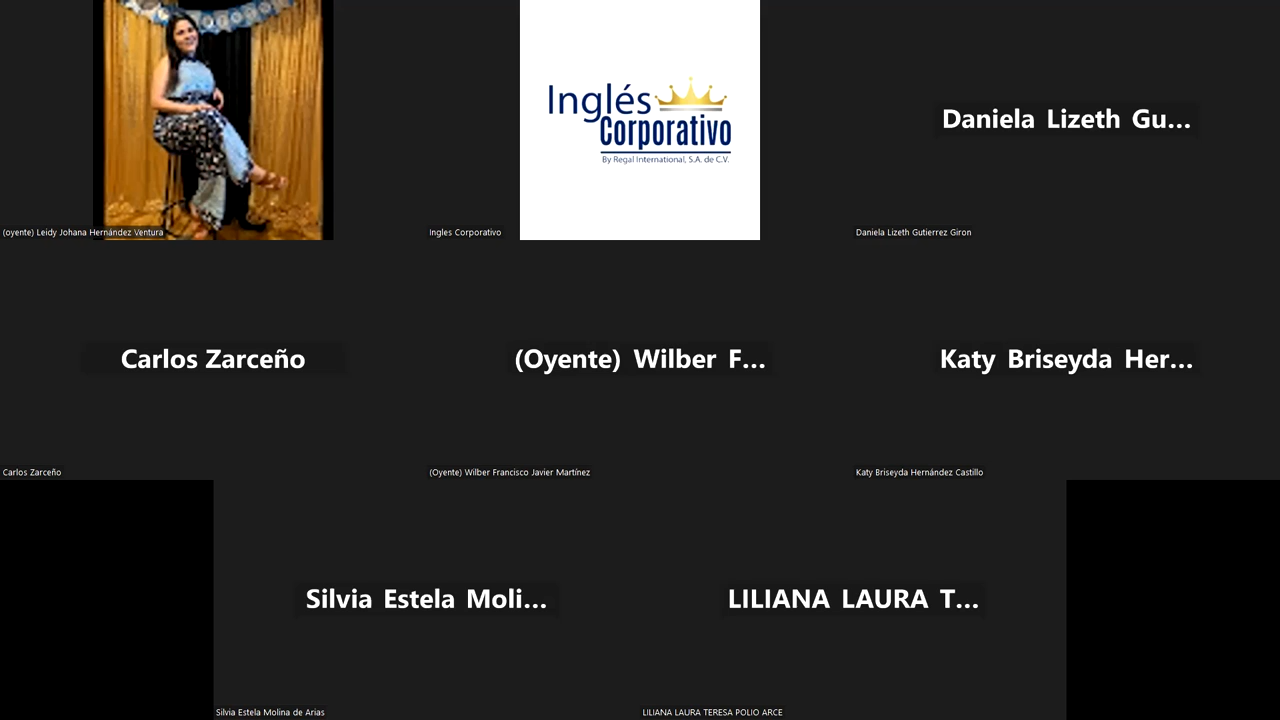 Inglés
Corporativo
By Regal International, S.A. de C.V.
Daniela Lizeth Gu...
(oyente) Leidy Johana Hernández Ventura
Ingles Corporativo
Daniela Lizeth Gutierrez Giron
Carlos Zarceño
(Oyente) Wilber F...
Katy Briseyda Her...
Carlos Zarceño
(Oyente) Wilber Francisco Javier Martínez
Katy Briseyda Hernández Castillo
Silvia Estela Moli...
LILIANA LAURA T...
Silvia Estela Molina de Arias
LILIANA LAURA TERESA POLIO ARCE